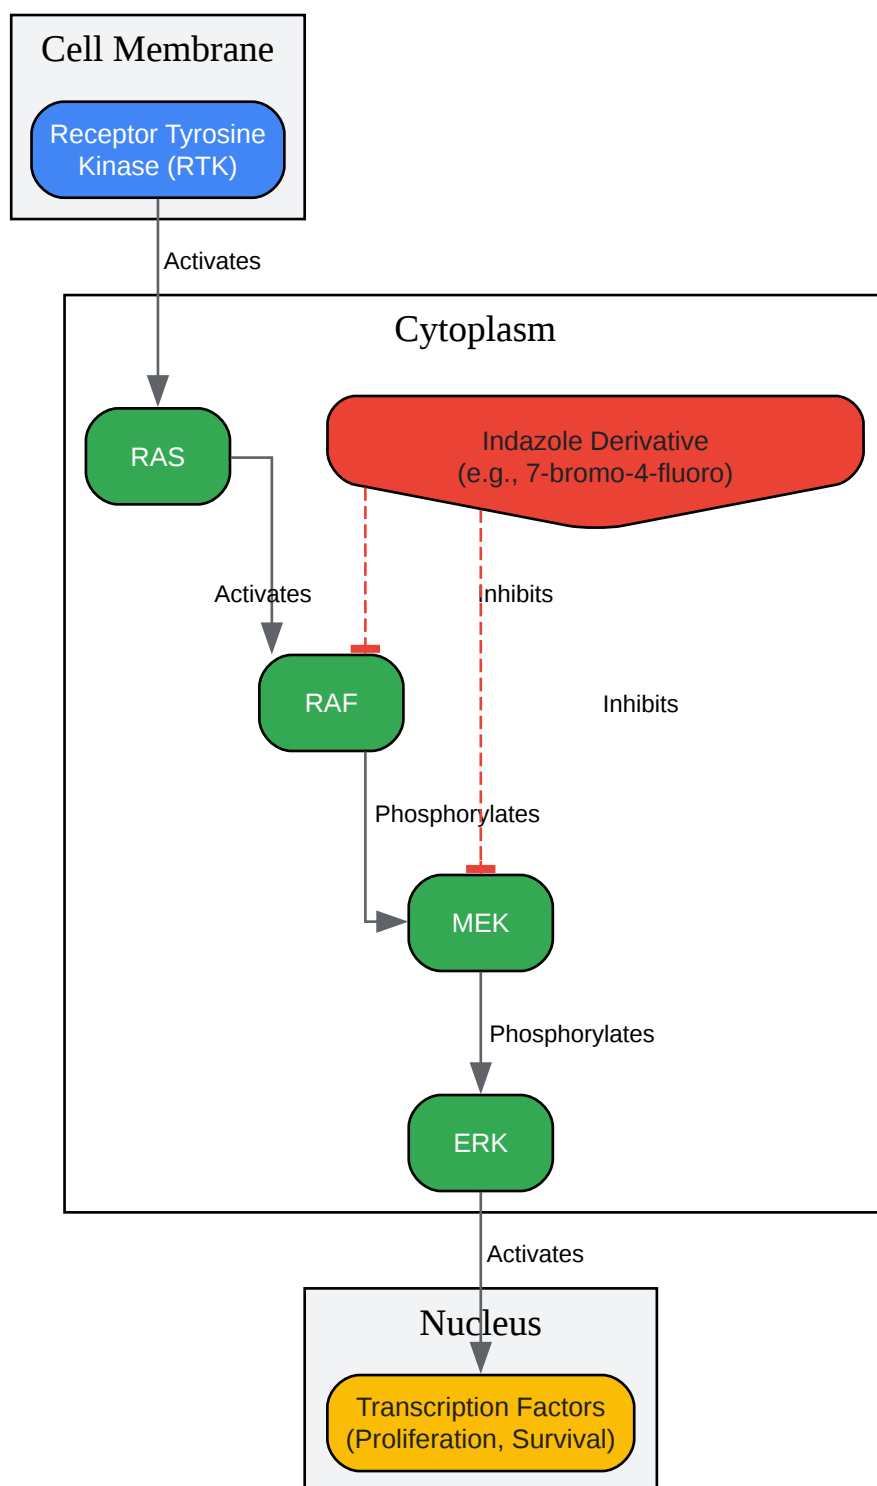 Cell Membrane
Receptor Tyrosine
Kinase (RTK)
Activates
Cytoplasm
RAS
Indazole Derivative
(e.g., 7-bromo-4-fluoro)
Activates
Inhibits
RAF
Inhibits
Phosphorylates
MEK
Phosphorylates
ERK
Activates
Nucleus
Transcription Factors
(Proliferation, Survival)